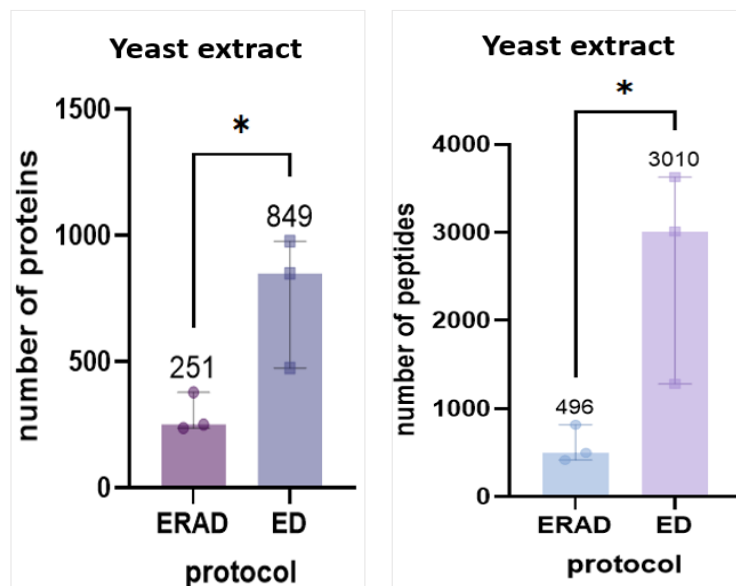 Yeast extract
number of proteins
1500
1000
500
0
*
251
849
ERAD
ED
protocol
Yeast extract
number of peptides
4000
3000
2000
1000
0
*
496
3010
ERAD
ED
protocol